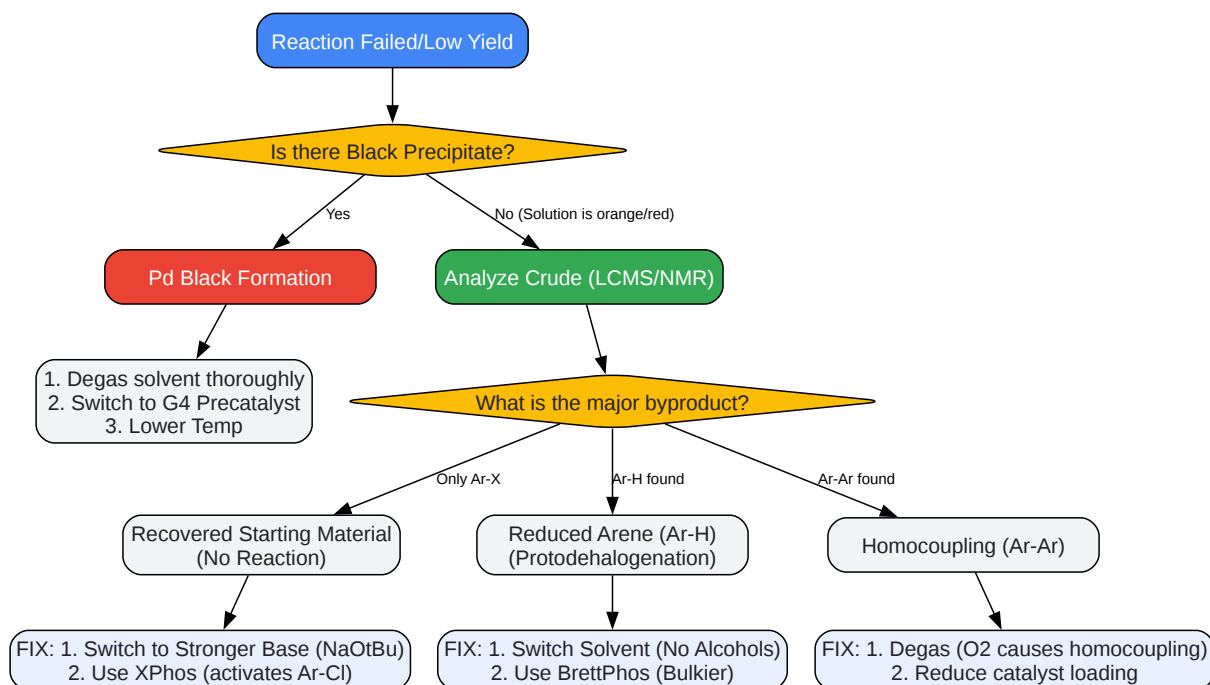 Reaction Failed/Low Yield
Is there Black Precipitate?
Yes
No (Solution is orange/red)
Pd Black Formation
Analyze Crude (LCMS/NMR)
1. Degas solvent thoroughly
2. Switch to G4 Precatalyst
3. Lower Temp
What is the major byproduct?
Only Ar-X
Ar-H found
Ar-Ar found
Recovered Starting Material
(No Reaction)
Reduced Arene (Ar-H)
(Protodehalogenation)
Homocoupling (Ar-Ar)
FIX: 1. Switch to Stronger Base (NaOtBu)
2. Use XPhos (activates Ar-Cl)
FIX: 1. Switch Solvent (No Alcohols)
2. Use BrettPhos (Bulkier)
FIX: 1. Degas (O2 causes homocoupling)
2. Reduce catalyst loading